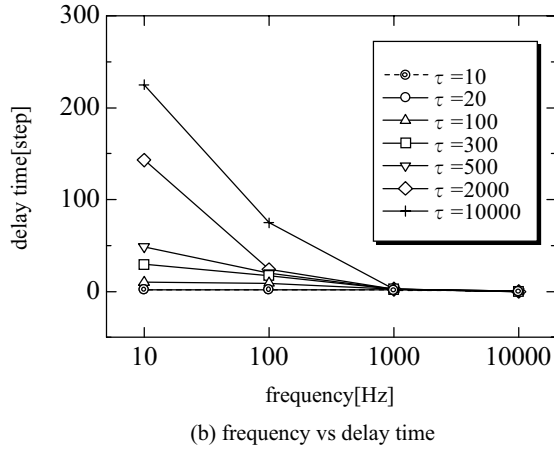 300
200
100
0
delay time[step]
τ =10
τ =20
τ =100
τ =300
τ =500
τ =2000
τ =10000
10 100 1000 10000
frequency[Hz]
(b) frequency vs delay time